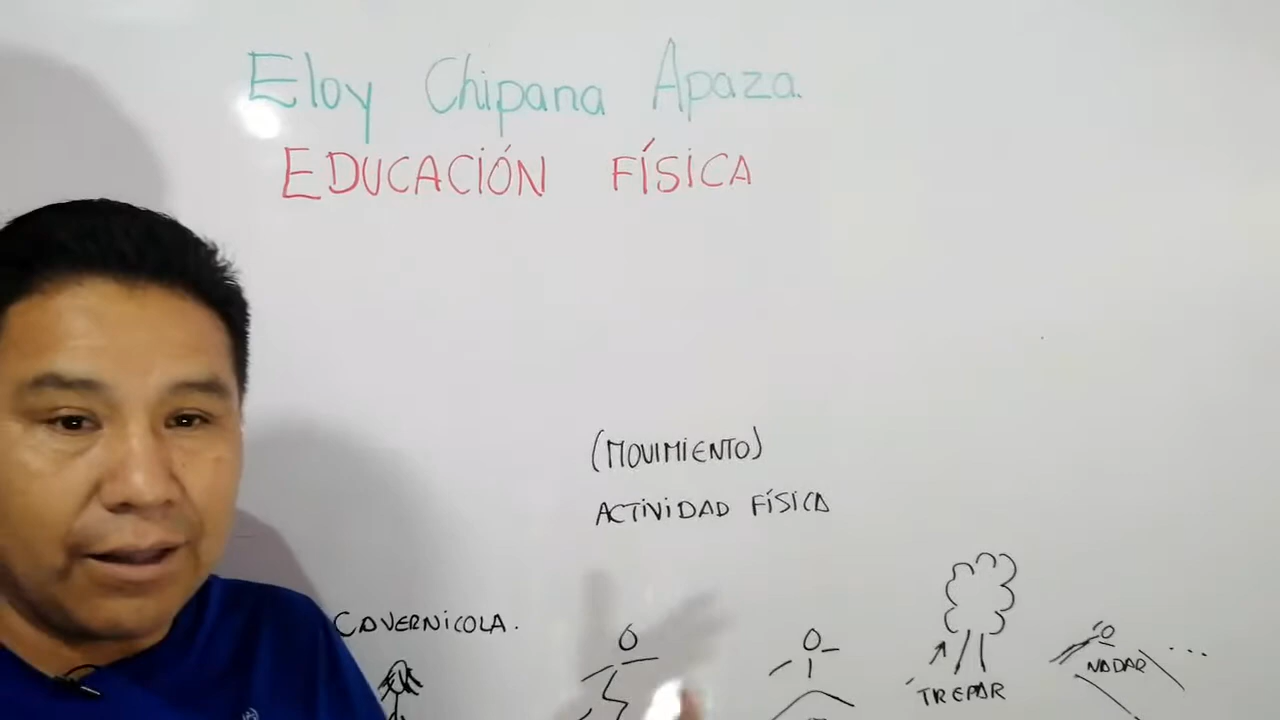 Eloy Chipana Apaza.
EDUCACIÓN FÍSICA
(MOVIMIENTO)
ACTIVIDAD FÍSICA
CAVERNICOLA.
TREPAR
NADAR ...